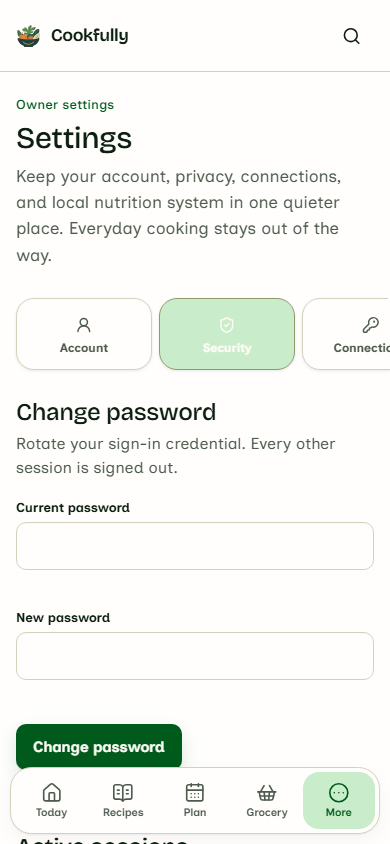 Cookfully
Owner settings
Settings
Keep your account, privacy, connections,
and local nutrition system in one quieter
place. Everyday cooking stays out of the
way.
Account
Security
Change password
Rotate your sign-in credential. Every other
session is signed out.
Current password
New password
Change password
Today
Recipes
Plan
Grocery
More